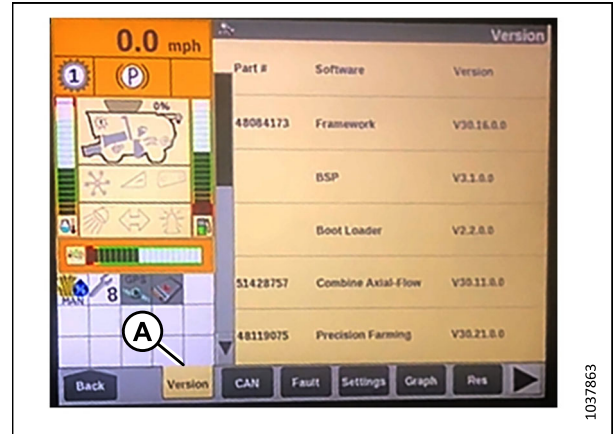 0.0 mph
Version
1
(P)
Part # Software Version
0%
48084173 Framework V30.16.0.0
BSP V3.1.0.0
Boot Loader V2.2.0.0
GPS
51428757 Combine Axial-Flow V30.11.0.0
MAN 8
A
48119075 Precision Farming V30.21.0.0
Back Version CAN Fault Settings Graph Res
1037863